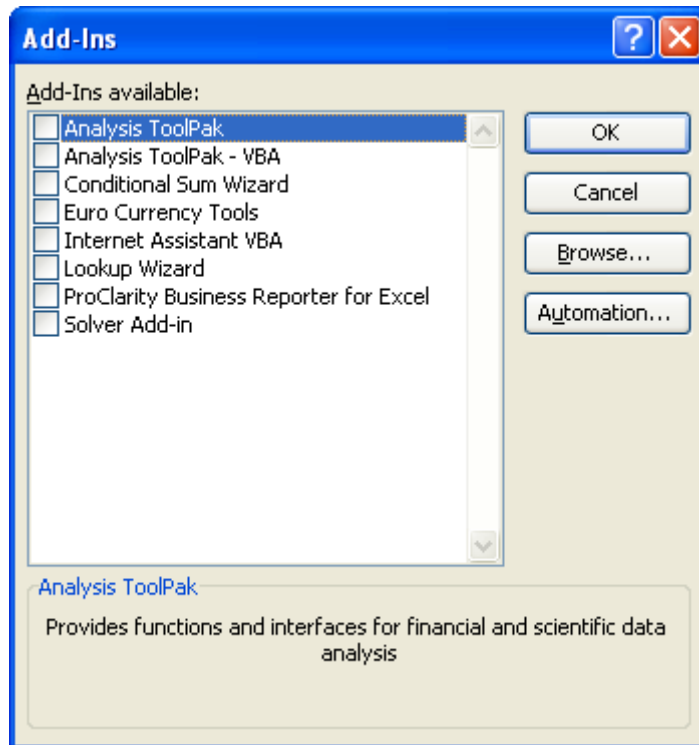 Add-Ins
Add-Ins available:
Analysis ToolPak
Analysis ToolPak - VBA
Conditional Sum Wizard
Euro Currency Tools
Internet Assistant VBA
Lookup Wizard
ProClarity Business Reporter for Excel
Solver Add-in
OK
Cancel
Browse...
Automation...
Analysis ToolPak
Provides functions and interfaces for financial and scientific data
analysis